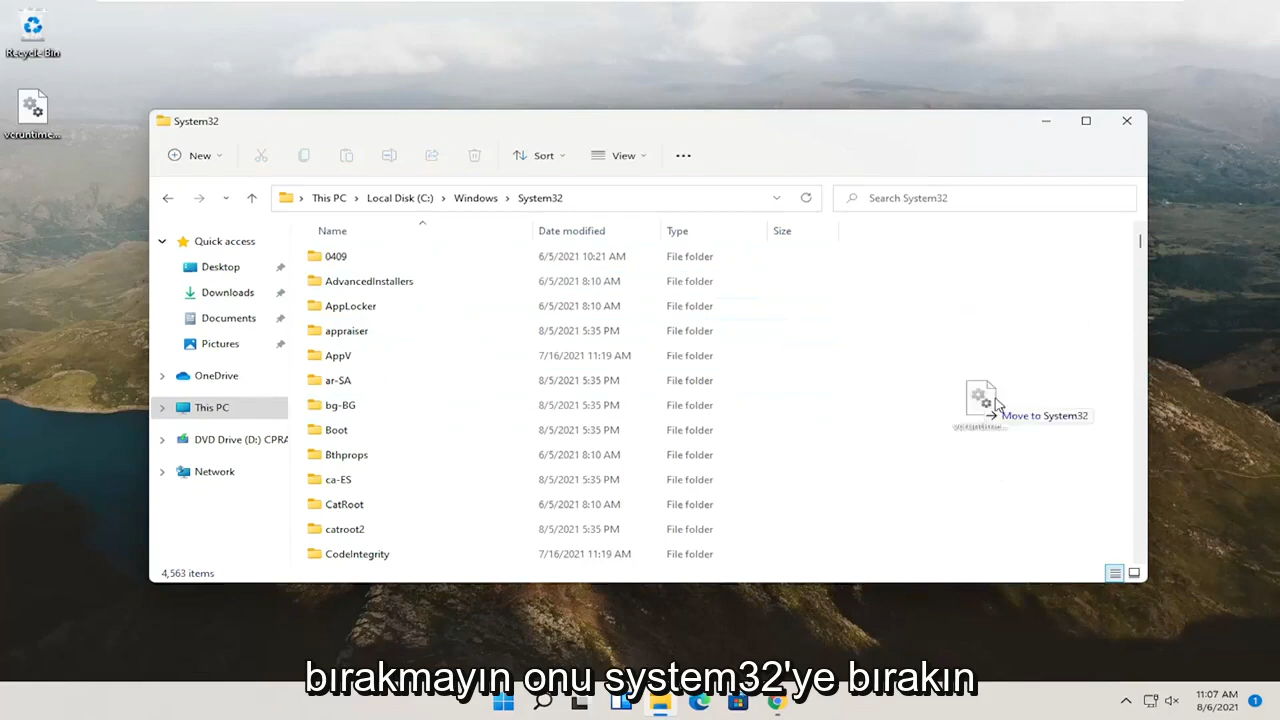 Recycle Bin
vcruntime...
System32
New
Sort
View
This PC
Local Disk (C:)
Windows
System32
Search System32
Name
Date modified
Type
Size
Quick access
Desktop
Downloads
Documents
Pictures
OneDrive
This PC
DVD Drive (D:) CPRA
Network
0409 6/5/2021 10:21 AM File folder
AdvancedInstallers 6/5/2021 8:10 AM File folder
AppLocker 6/5/2021 8:10 AM File folder
appraiser 8/5/2021 5:35 PM File folder
AppV 7/16/2021 11:19 AM File folder
ar-SA 8/5/2021 5:35 PM File folder
bg-BG 8/5/2021 5:35 PM File folder
Boot 8/5/2021 5:35 PM File folder
Bthprops 6/5/2021 8:10 AM File folder
ca-ES 8/5/2021 5:35 PM File folder
CatRoot 6/5/2021 8:10 AM File folder
catroot2 8/5/2021 5:35 PM File folder
CodeIntegrity 7/16/2021 11:19 AM File folder
Move to System32
vcruntime...
4,563 items
bırakmayın onu system32'ye bırakın
11:07 AM
8/6/2021
1